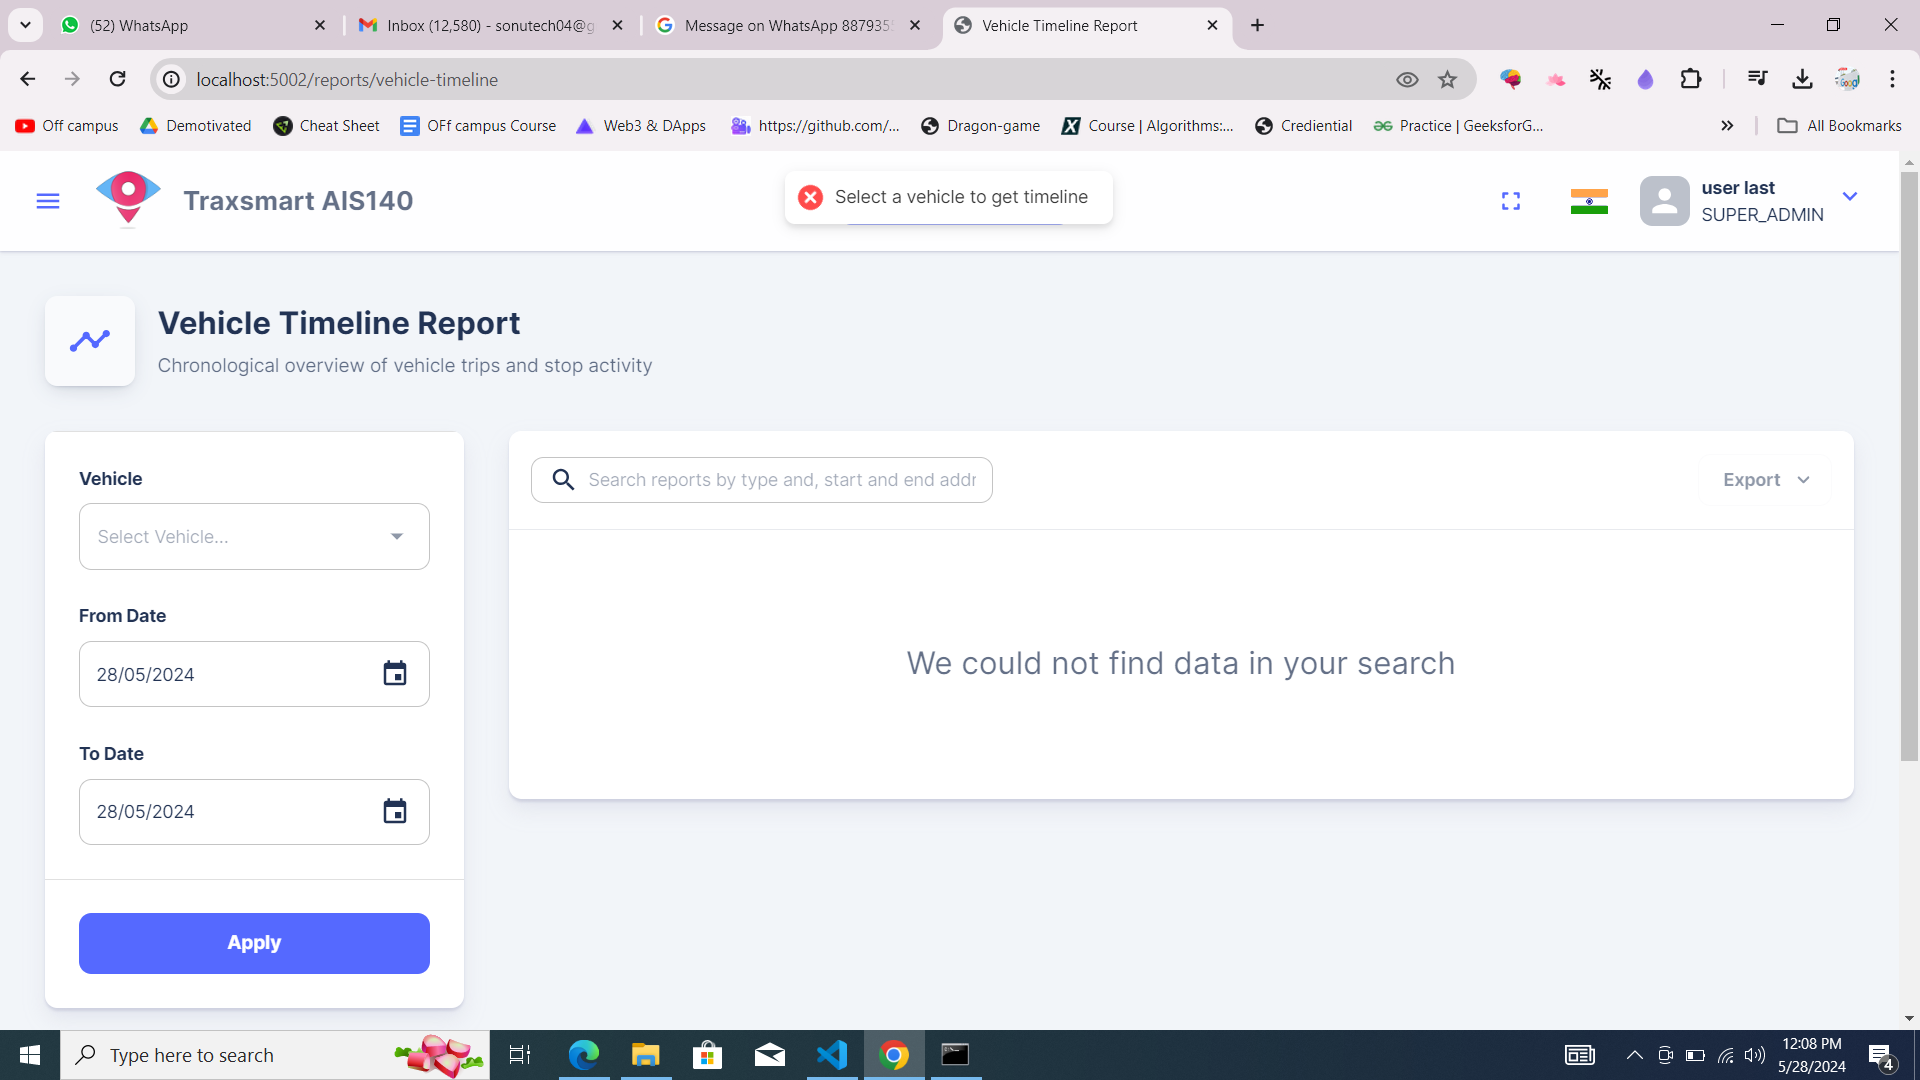 (52) WhatsApp
Inbox (12,580) - sonutech04@g
Message on WhatsApp 887935
Vehicle Timeline Report
localhost:5002/reports/vehicle-timeline
Off campus
Demotivated
Cheat Sheet
OFf campus Course
Web3 & DApps
https://github.com/...
Dragon-game
Course | Algorithms:...
Crediential
Practice | GeeksforG...
All Bookmarks
Traxsmart AIS140
Select a vehicle to get timeline
user last
SUPER_ADMIN
Vehicle Timeline Report
Chronological overview of vehicle trips and stop activity
Vehicle
Select Vehicle...
From Date
28/05/2024
To Date
28/05/2024
Apply
Search reports by type and, start and end addr
Export
We could not find data in your search
Type here to search
12:08 PM
5/28/2024
4